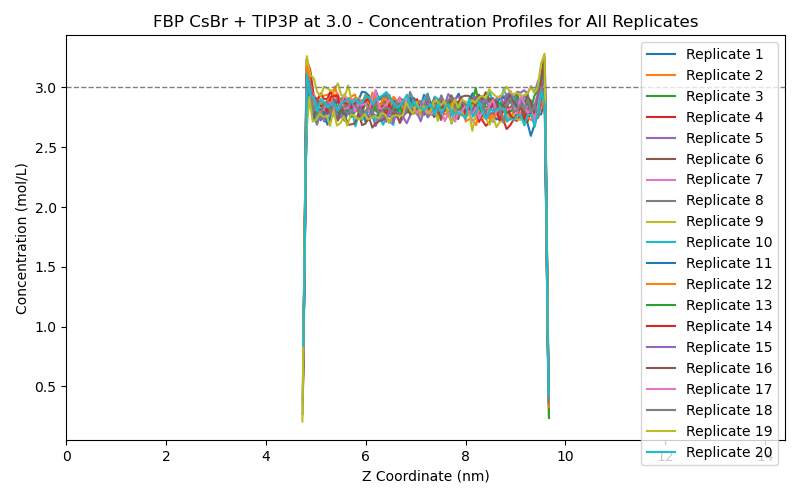 FBP CsBr + TIP3P at 3.0 - Concentration Profiles for All Replicates
Concentration (mol/L)
3.0
2.5
2.0
1.5
1.0
0.5
0
2
4
6
8
10
12
14
Z Coordinate (nm)
Replicate 1
Replicate 2
Replicate 3
Replicate 4
Replicate 5
Replicate 6
Replicate 7
Replicate 8
Replicate 9
Replicate 10
Replicate 11
Replicate 12
Replicate 13
Replicate 14
Replicate 15
Replicate 16
Replicate 17
Replicate 18
Replicate 19
Replicate 20